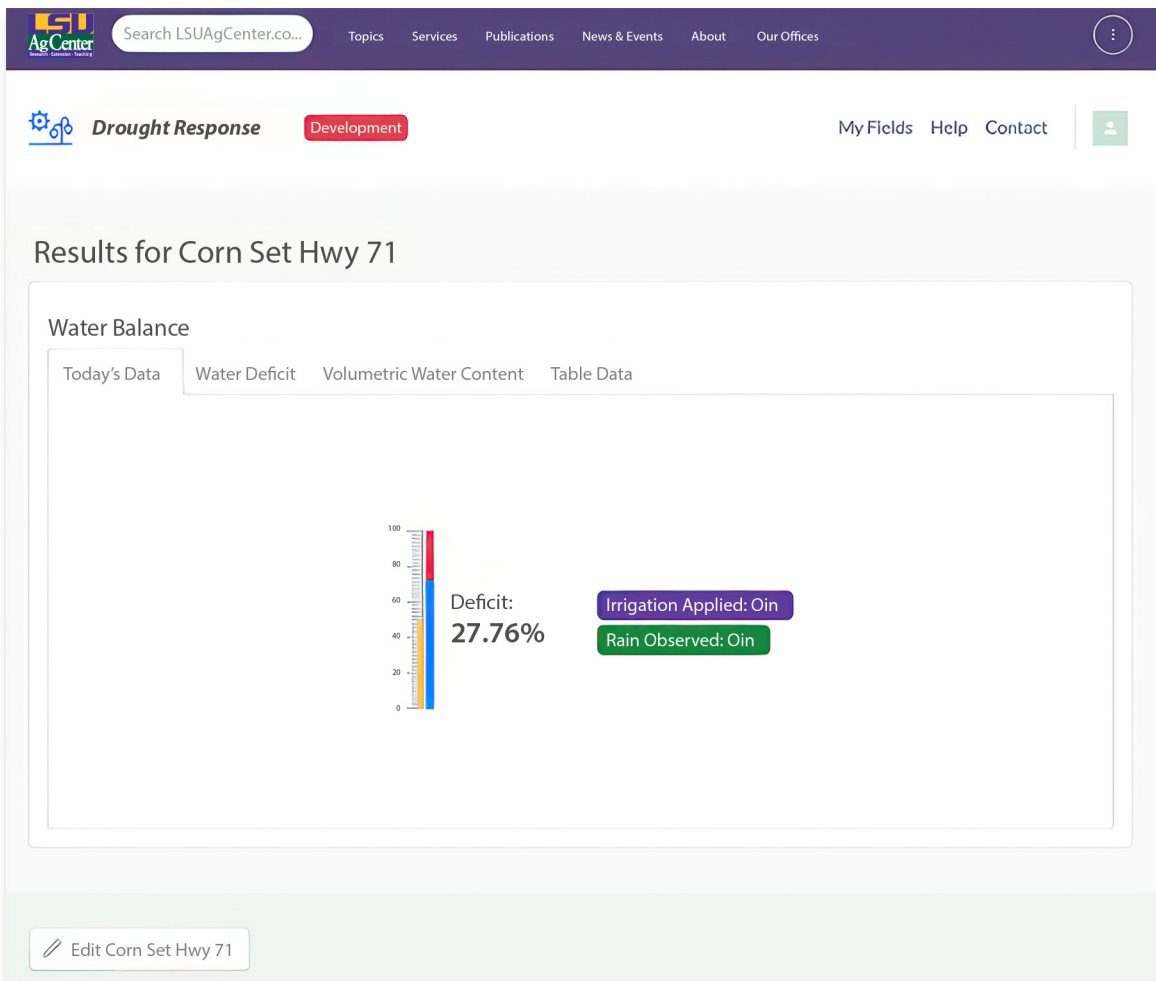 LSU
AgCenter
Research · Extension · Teaching
Search LSUAgCenter.co...
Topics Services Publications News & Events About Our Offices
Drought Response
Development
My Fields Help Contact
Results for Corn Set Hwy 71
Water Balance
Today's Data Water Deficit Volumetric Water Content Table Data
100
80
60
40
20
0
Deficit:
27.76%
Irrigation Applied: 0in
Rain Observed: 0in
Edit Corn Set Hwy 71